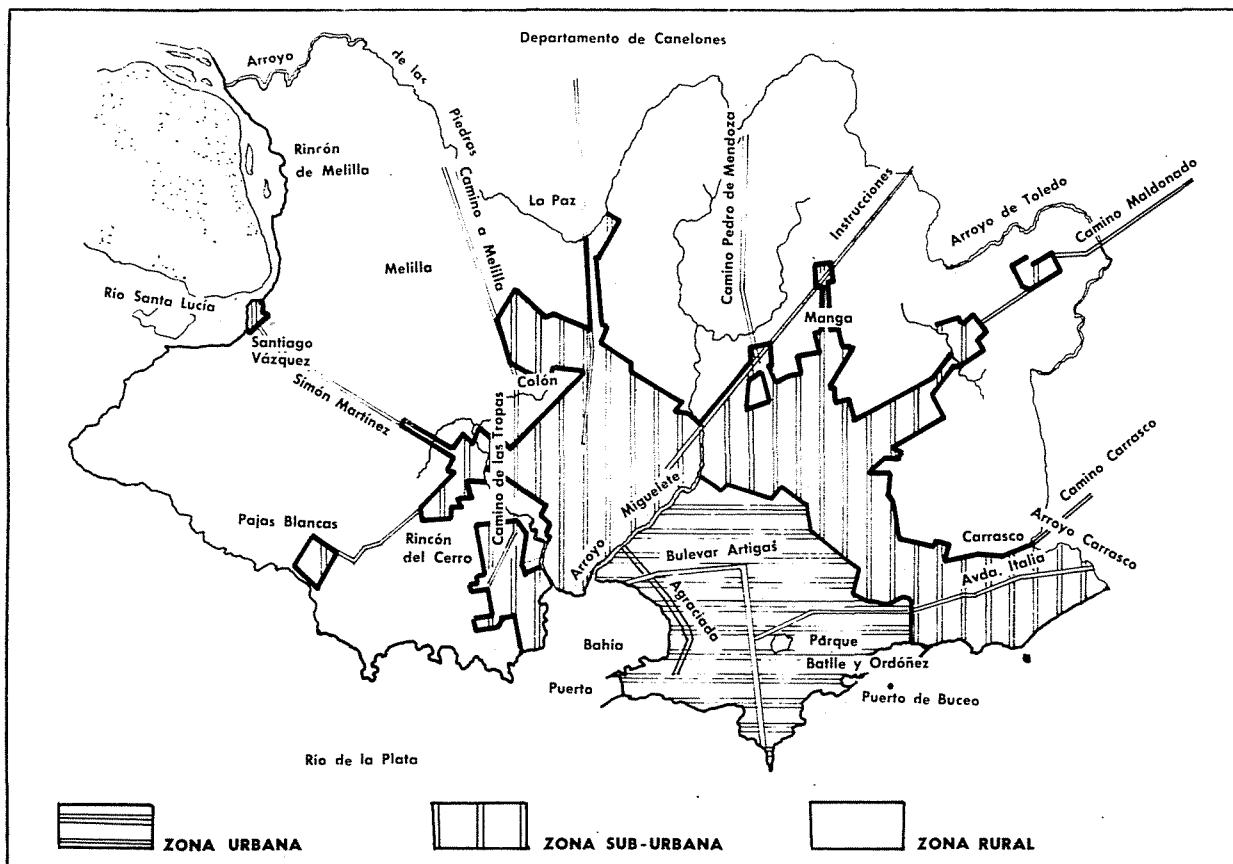 Departamento de Canelones
Arroyo
de las
Piedras
Rincón
de Melilla
Camino a Melilla
La Paz
Camino Pedro de Mendoza
Instrucciones
Arroyo de Toledo
Camino Maldonado
Melilla
Río Santa Lucía
Santiago
Vázquez
Manga
Simón Martínez
Colón
Camino de las Tropas
Camino Carrasco
Miguelete
Pajas Blancas
Rincón
del Cerro
Carrasco
Arroyo Carrasco
Arroyo
Bulevar Artigas
Avda. Italia
Agraciada
Bahía
Parque
Batlle y Ordóñez
Puerto
Puerto de Buceo
Río de la Plata
ZONA URBANA
ZONA SUB-URBANA
ZONA RURAL